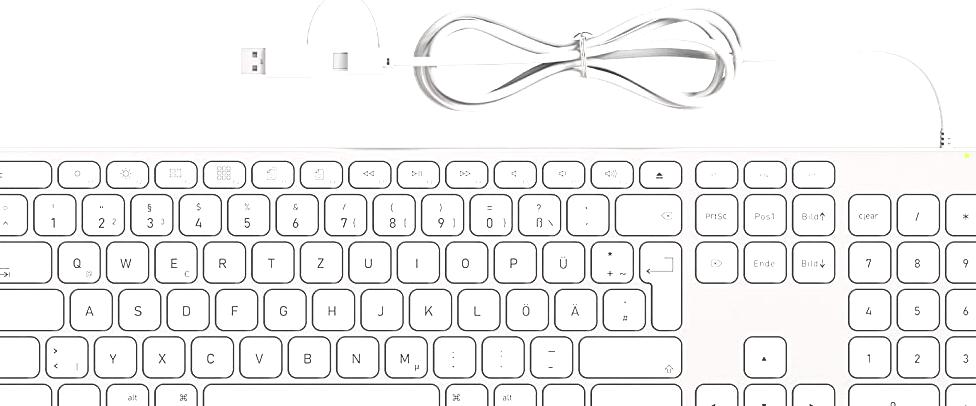 ° " § $ % & / ( ) = ? `
^ 1 2 ² 3 ³ 4 5 6 7 { 8 [ 9 ] 0 } ß \ PrtSc Pos1 Bild↑ clear / *
Q @ W E € R T Z U I O P Ü * + ~ Ende Bild↓ 7 8 9
A S D F G H J K L Ö Ä ' # 4 5 6
> < | Y X C V B N M µ ; , : . _ - 1 2 3
alt ⌘ ⌘ alt 0